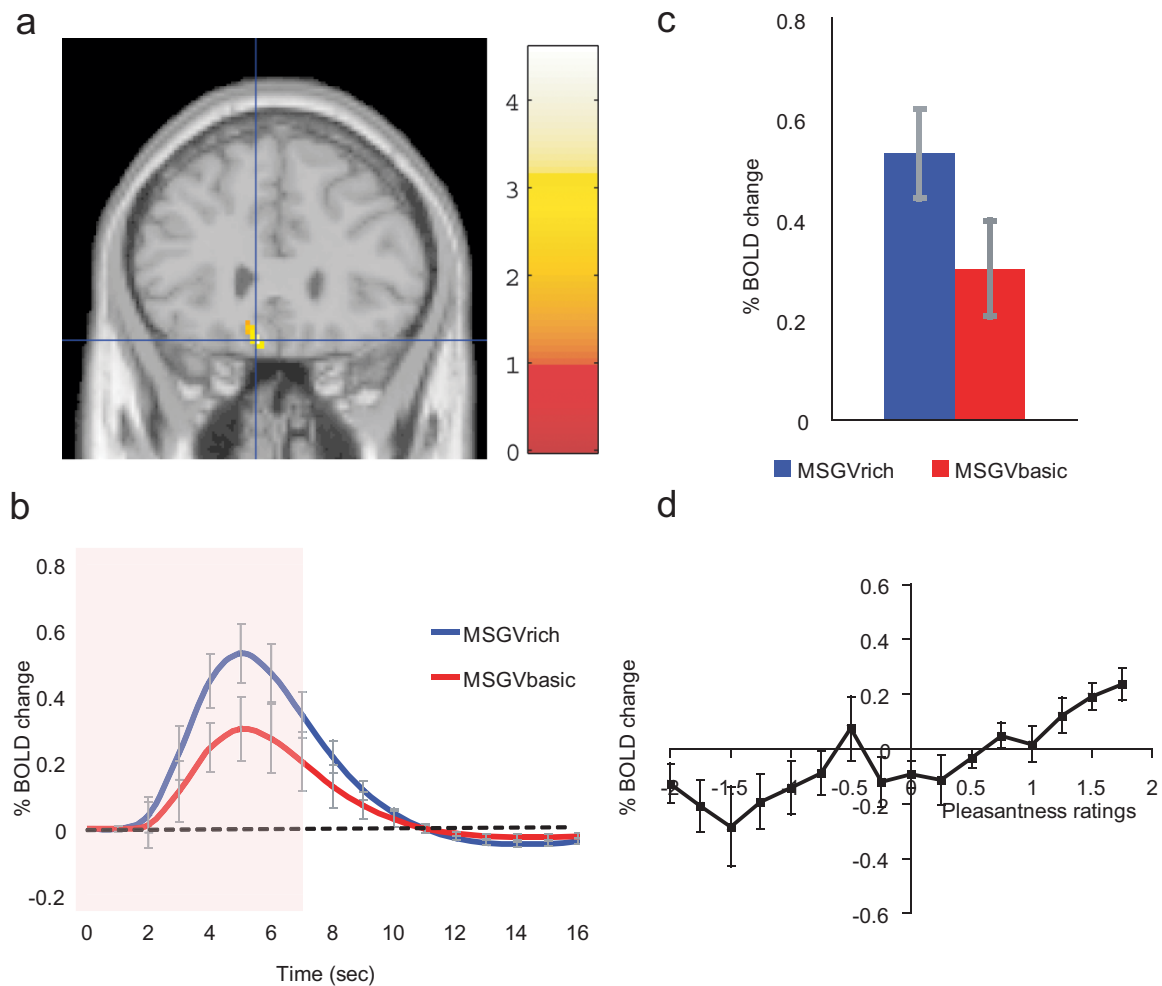 a
4
3
2
1
0
c
0.8
0.6
0.4
0.2
0
% BOLD change
MSGVrich
MSGVbasic
b
0.8
0.6
0.4
0.2
0
-0.2
% BOLD change
MSGVrich
MSGVbasic
0 2 4 6 8 10 12 14 16
Time (sec)
d
0.6
0.4
0.2
0
-0.2
-0.4
-0.6
% BOLD change
-2 -1.5 -1 -0.5 0 0.5 1 1.5 2
Pleasantness ratings